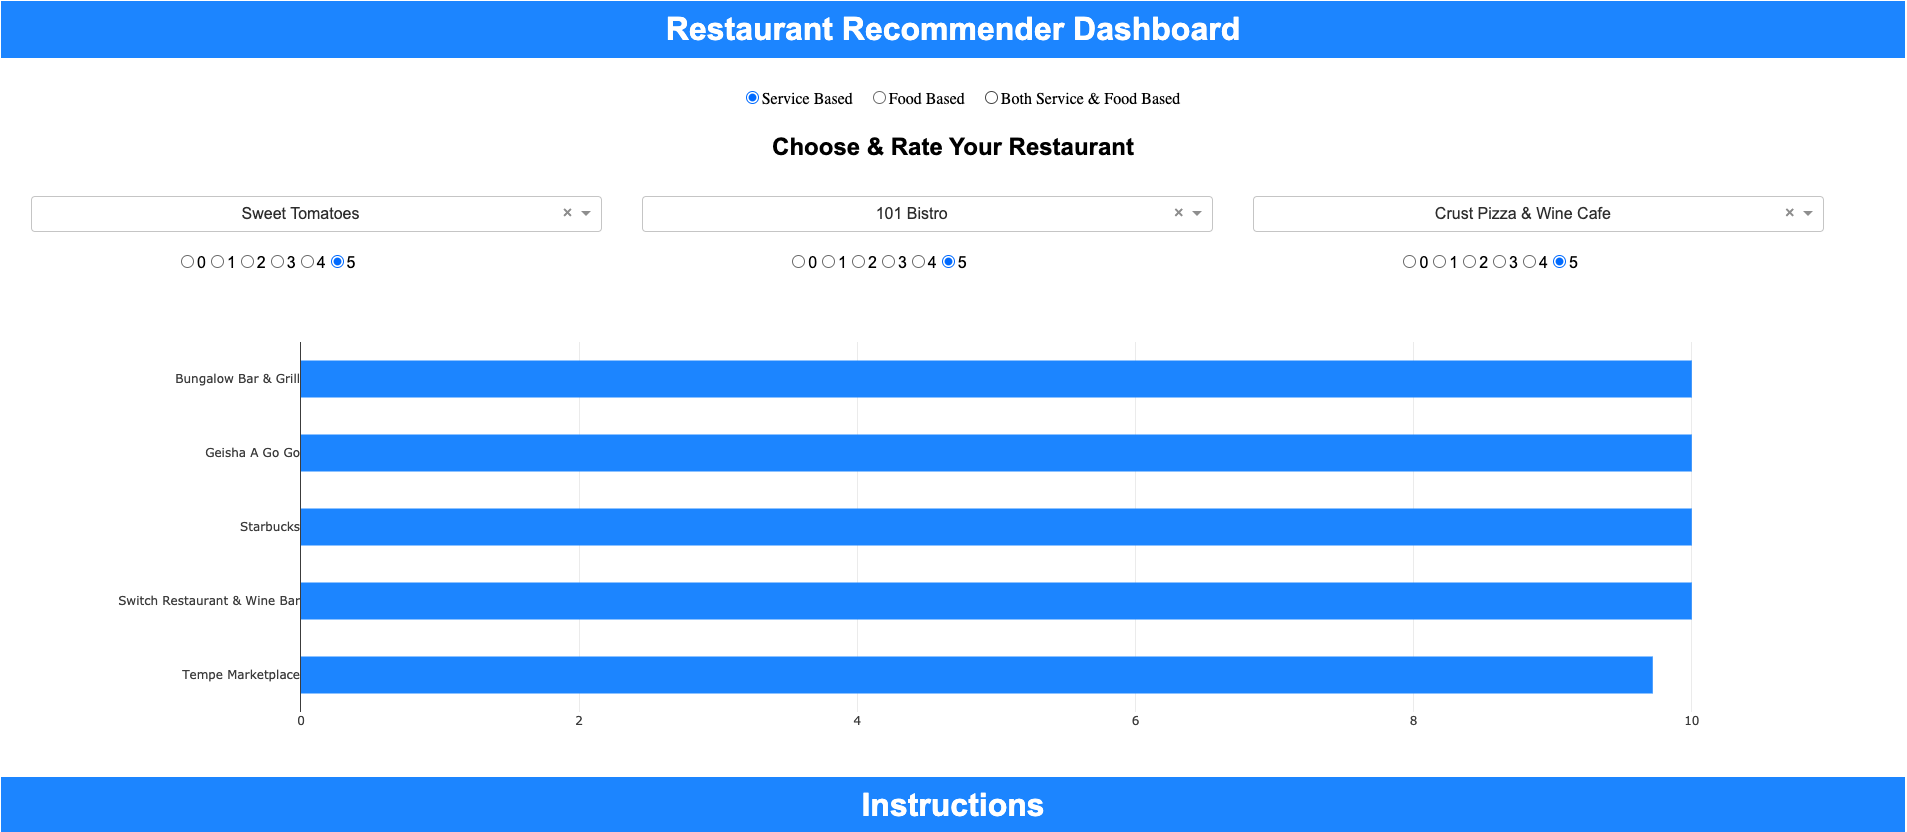 Restaurant Recommender Dashboard
Service Based Food Based Both Service & Food Based
Choose & Rate Your Restaurant
Sweet Tomatoes × 101 Bistro × Crust Pizza & Wine Cafe ×
0 1 2 3 4 5 0 1 2 3 4 5 0 1 2 3 4 5
Bungalow Bar & Grill
Geisha A Go Go
Starbucks
Switch Restaurant & Wine Bar
Tempe Marketplace
0 2 4 6 8 10
Instructions